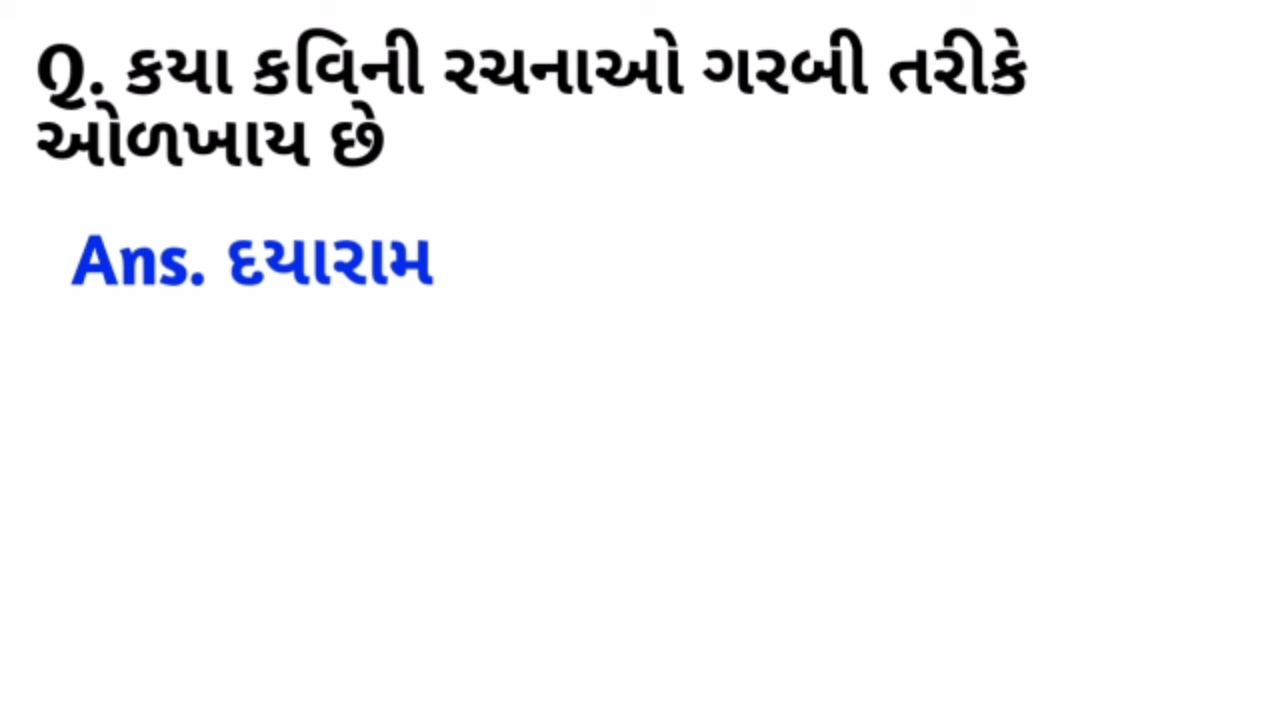 Q. કયા કવિની રચનાઓ ગરબી તરીકે
ઓળખાય છે
Ans. દયારામ